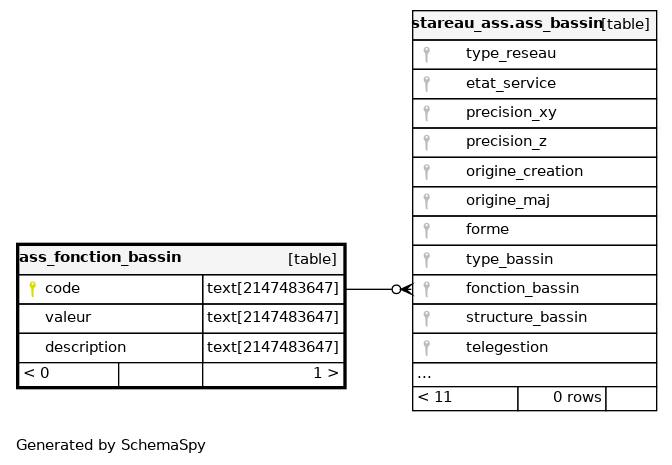 stareau_ass.ass_bassin [table]
type_reseau
etat_service
precision_xy
precision_z
origine_creation
origine_maj
forme
type_bassin
fonction_bassin
structure_bassin
telegestion
...
< 11 0 rows
ass_fonction_bassin [table]
code text[2147483647]
valeur text[2147483647]
description text[2147483647]
< 0 1 >
Generated by SchemaSpy